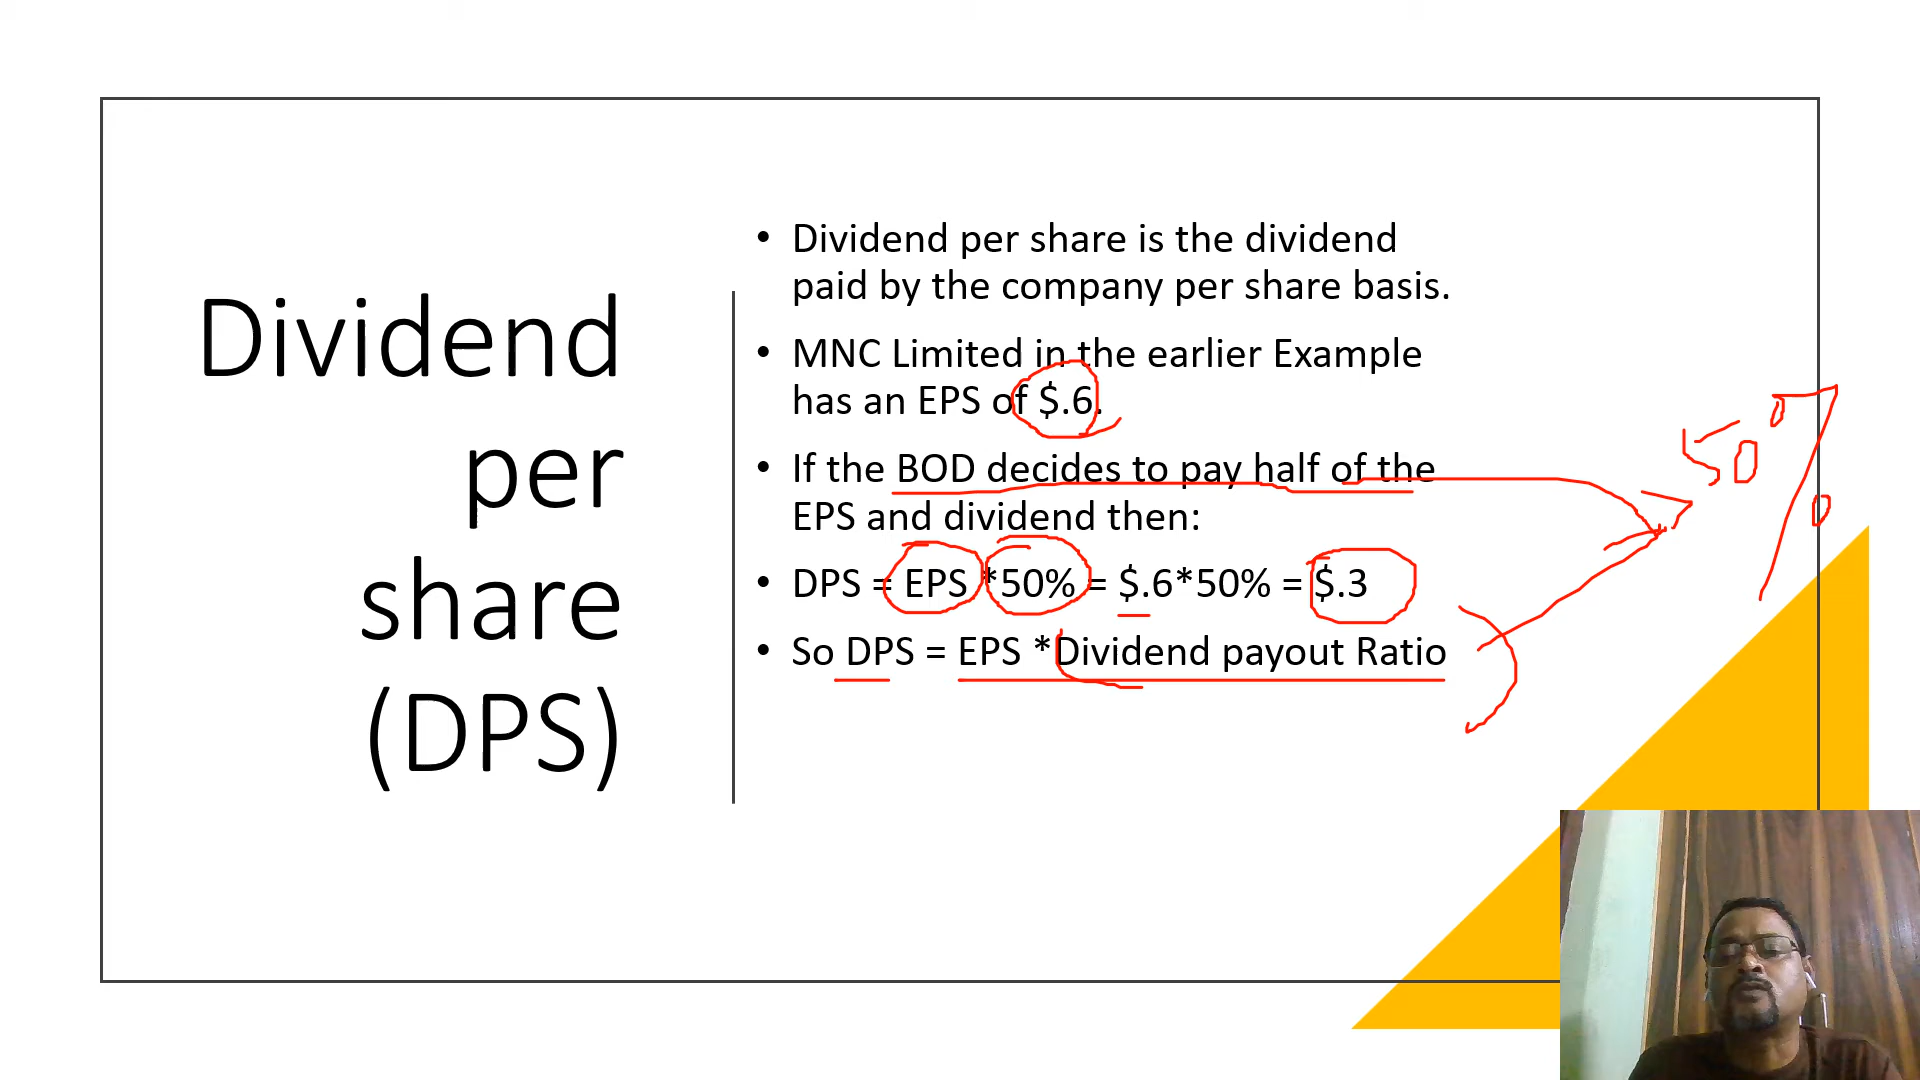 Dividend
per
share
(DPS)
• Dividend per share is the dividend
paid by the company per share basis.
• MNC Limited in the earlier Example
has an EPS of $.6.
• If the BOD decides to pay half of the
EPS and dividend then:
• DPS = EPS *50% = $.6*50% = $.3
• So DPS = EPS *Dividend payout Ratio
50%